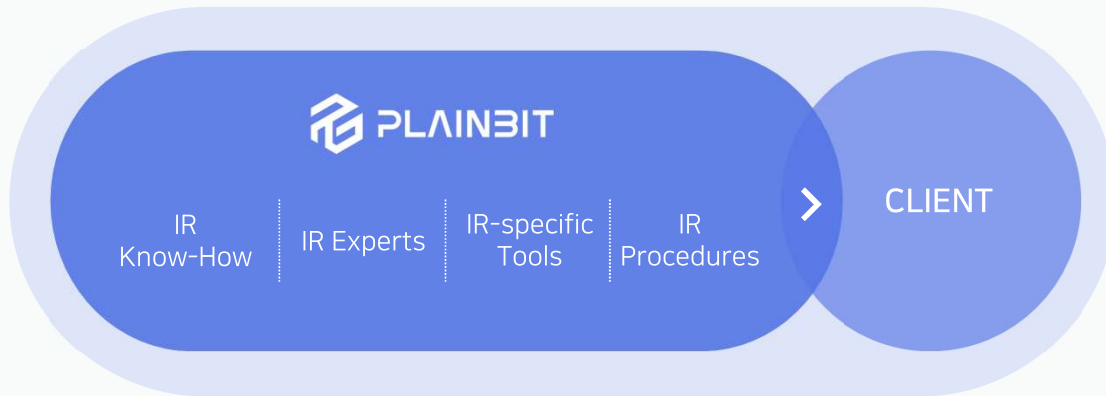 PLAINBIT
IR
Know-How
IR Experts
IR-specific
Tools
IR
Procedures
CLIENT